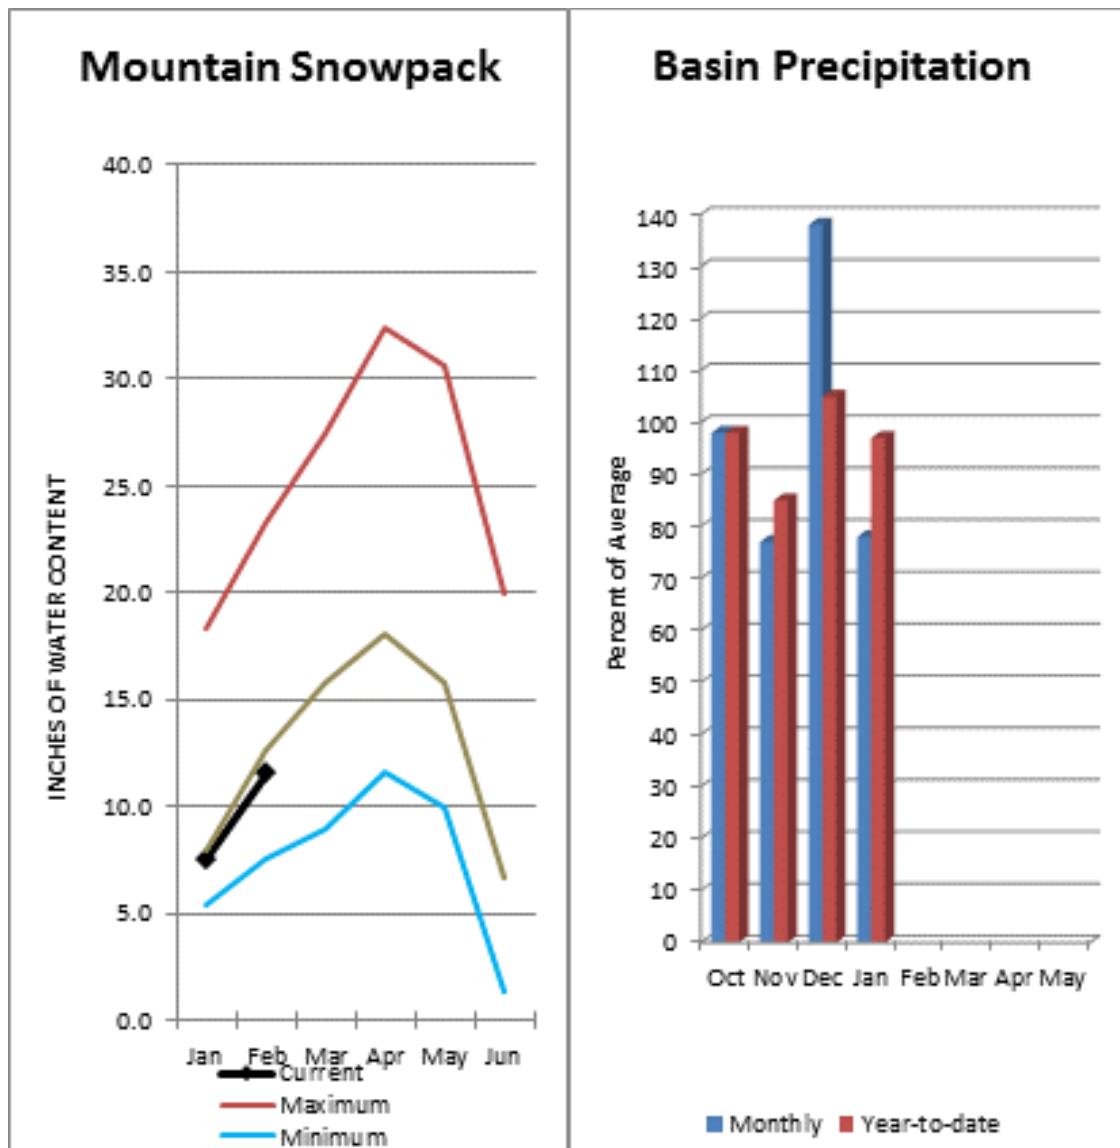 Mountain Snowpack
INCHES OF WATER CONTENT
40.0
35.0
30.0
25.0
20.0
15.0
10.0
5.0
0.0
Jan Feb Mar Apr May Jun
Current
Maximum
Minimum
Basin Precipitation
Percent of Average
140
130
120
110
100
90
80
70
60
50
40
30
20
10
0
Oct Nov Dec Jan Feb Mar Apr May
Monthly Year-to-date